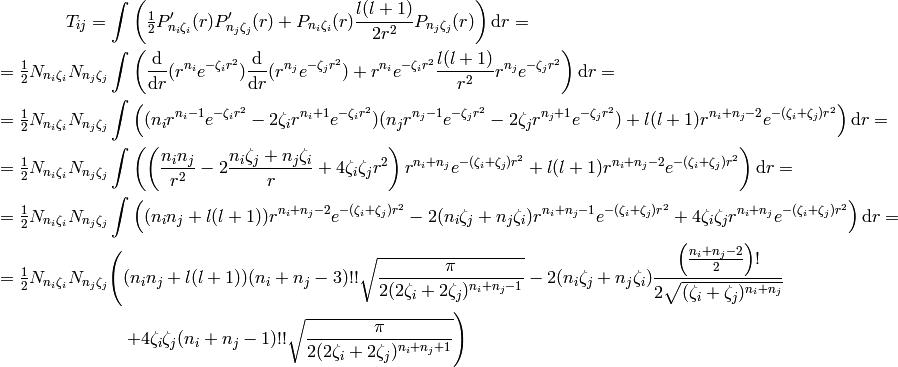 T_{ij} = \int \left( \frac{1}{2} P'_{n_i\zeta_i}(r) P'_{n_j\zeta_j}(r) + P_{n_i\zeta_i}(r) \frac{l(l+1)}{2r^2} P_{n_j\zeta_j}(r) \right) \mathrm{d}r =
= \frac{1}{2} N_{n_i\zeta_i} N_{n_j\zeta_j} \int \left( \frac{\mathrm{d}}{\mathrm{d}r}(r^{n_i} e^{-\zeta_i r^2}) \frac{\mathrm{d}}{\mathrm{d}r}(r^{n_j} e^{-\zeta_j r^2}) + r^{n_i} e^{-\zeta_i r^2} \frac{l(l+1)}{r^2} r^{n_j} e^{-\zeta_j r^2} \right) \mathrm{d}r =
= \frac{1}{2} N_{n_i\zeta_i} N_{n_j\zeta_j} \int \left( (n_i r^{n_i-1} e^{-\zeta_i r^2} - 2\zeta_i r^{n_i+1} e^{-\zeta_i r^2})(n_j r^{n_j-1} e^{-\zeta_j r^2} - 2\zeta_j r^{n_j+1} e^{-\zeta_j r^2}) + l(l+1) r^{n_i+n_j-2} e^{-(\zeta_i+\zeta_j)r^2} \right) \mathrm{d}r =
= \frac{1}{2} N_{n_i\zeta_i} N_{n_j\zeta_j} \int \left( \left( \frac{n_i n_j}{r^2} - 2\frac{n_i\zeta_j + n_j\zeta_i}{r} + 4\zeta_i\zeta_j r^2 \right) r^{n_i+n_j} e^{-(\zeta_i+\zeta_j)r^2} + l(l+1) r^{n_i+n_j-2} e^{-(\zeta_i+\zeta_j)r^2} \right) \mathrm{d}r =
= \frac{1}{2} N_{n_i\zeta_i} N_{n_j\zeta_j} \int \left( (n_i n_j + l(l+1)) r^{n_i+n_j-2} e^{-(\zeta_i+\zeta_j)r^2} - 2(n_i\zeta_j + n_j\zeta_i) r^{n_i+n_j-1} e^{-(\zeta_i+\zeta_j)r^2} + 4\zeta_i\zeta_j r^{n_i+n_j} e^{-(\zeta_i+\zeta_j)r^2} \right) \mathrm{d}r =
= \frac{1}{2} N_{n_i\zeta_i} N_{n_j\zeta_j} \Bigg( (n_i n_j + l(l+1))(n_i+n_j-3)!! \sqrt{\frac{\pi}{2(2\zeta_i+2\zeta_j)^{n_i+n_j-1}}} - 2(n_i\zeta_j + n_j\zeta_i) \frac{\left(\frac{n_i+n_j-2}{2}\right)!}{2\sqrt{(\zeta_i+\zeta_j)^{n_i+n_j}}}
+ 4\zeta_i\zeta_j (n_i+n_j-1)!! \sqrt{\frac{\pi}{2(2\zeta_i+2\zeta_j)^{n_i+n_j+1}}} \Bigg)